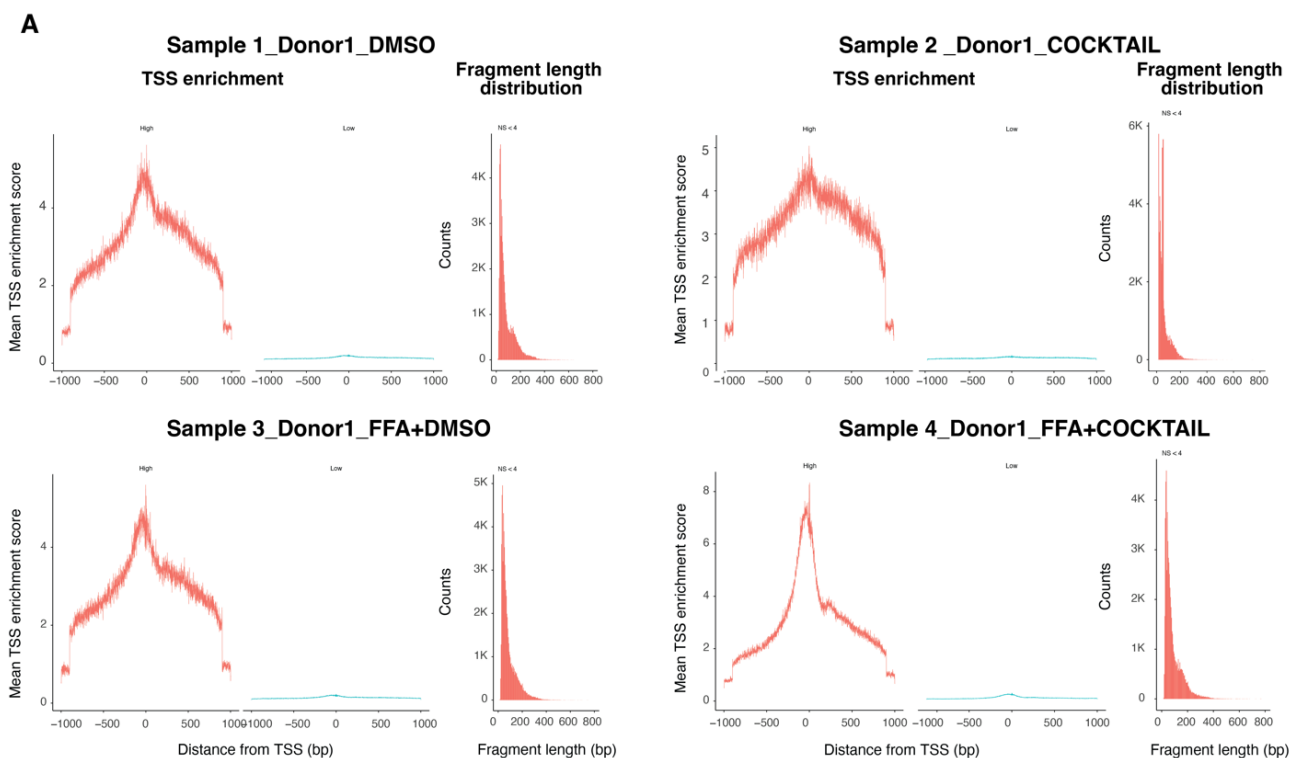 A
Sample 1_Donor1_DMSO
TSS enrichment
Fragment length
distribution
High
Low
NS < 4
Mean TSS enrichment score
4
2
0
−1000 −500 0 500 1000
−1000 −500 0 500 1000
Counts
4K
3K
4K
1K
0
0 200 400 600 800
Sample 2 _Donor1_COCKTAIL
TSS enrichment
Fragment length
distribution
High
Low
NS < 4
Mean TSS enrichment score
5
4
3
2
1
0
−1000 −500 0 500 1000
−1000 −500 0 500 1000
Counts
6K
4K
2K
0
0 200 400 600 800
Sample 3_Donor1_FFA+DMSO
High
Low
NS < 4
Mean TSS enrichment score
4
2
0
−1000 −500 0 500 1000
−500 0 500 1000
Distance from TSS (bp)
Counts
5K
4K
3K
2K
1K
0
0 200 400 600 800
Fragment length (bp)
Sample 4_Donor1_FFA+COCKTAIL
High
Low
NS < 4
Mean TSS enrichment score
8
6
4
2
0
−1000 −500 0 500 1000
−1000 −500 0 500 1000
Distance from TSS (bp)
Counts
4K
3K
2K
1K
0
0 200 400 600 800
Fragment length (bp)